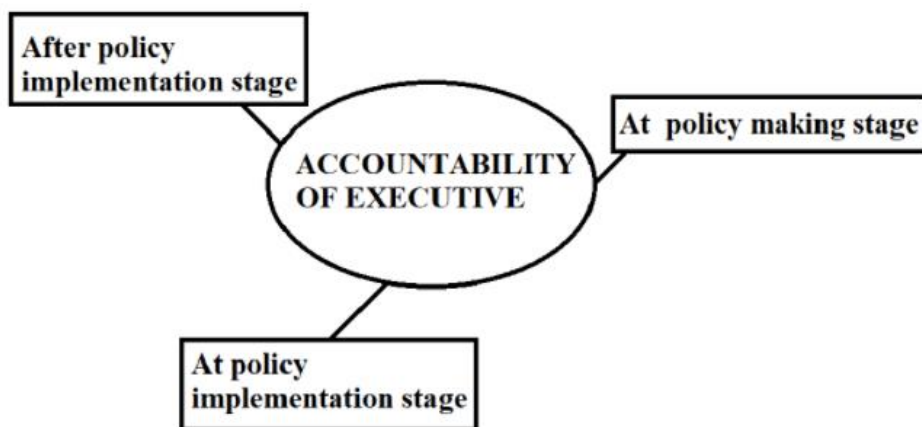 After policy
implementation stage
At policy making stage
ACCOUNTABILITY
OF EXECUTIVE
At policy
implementation stage